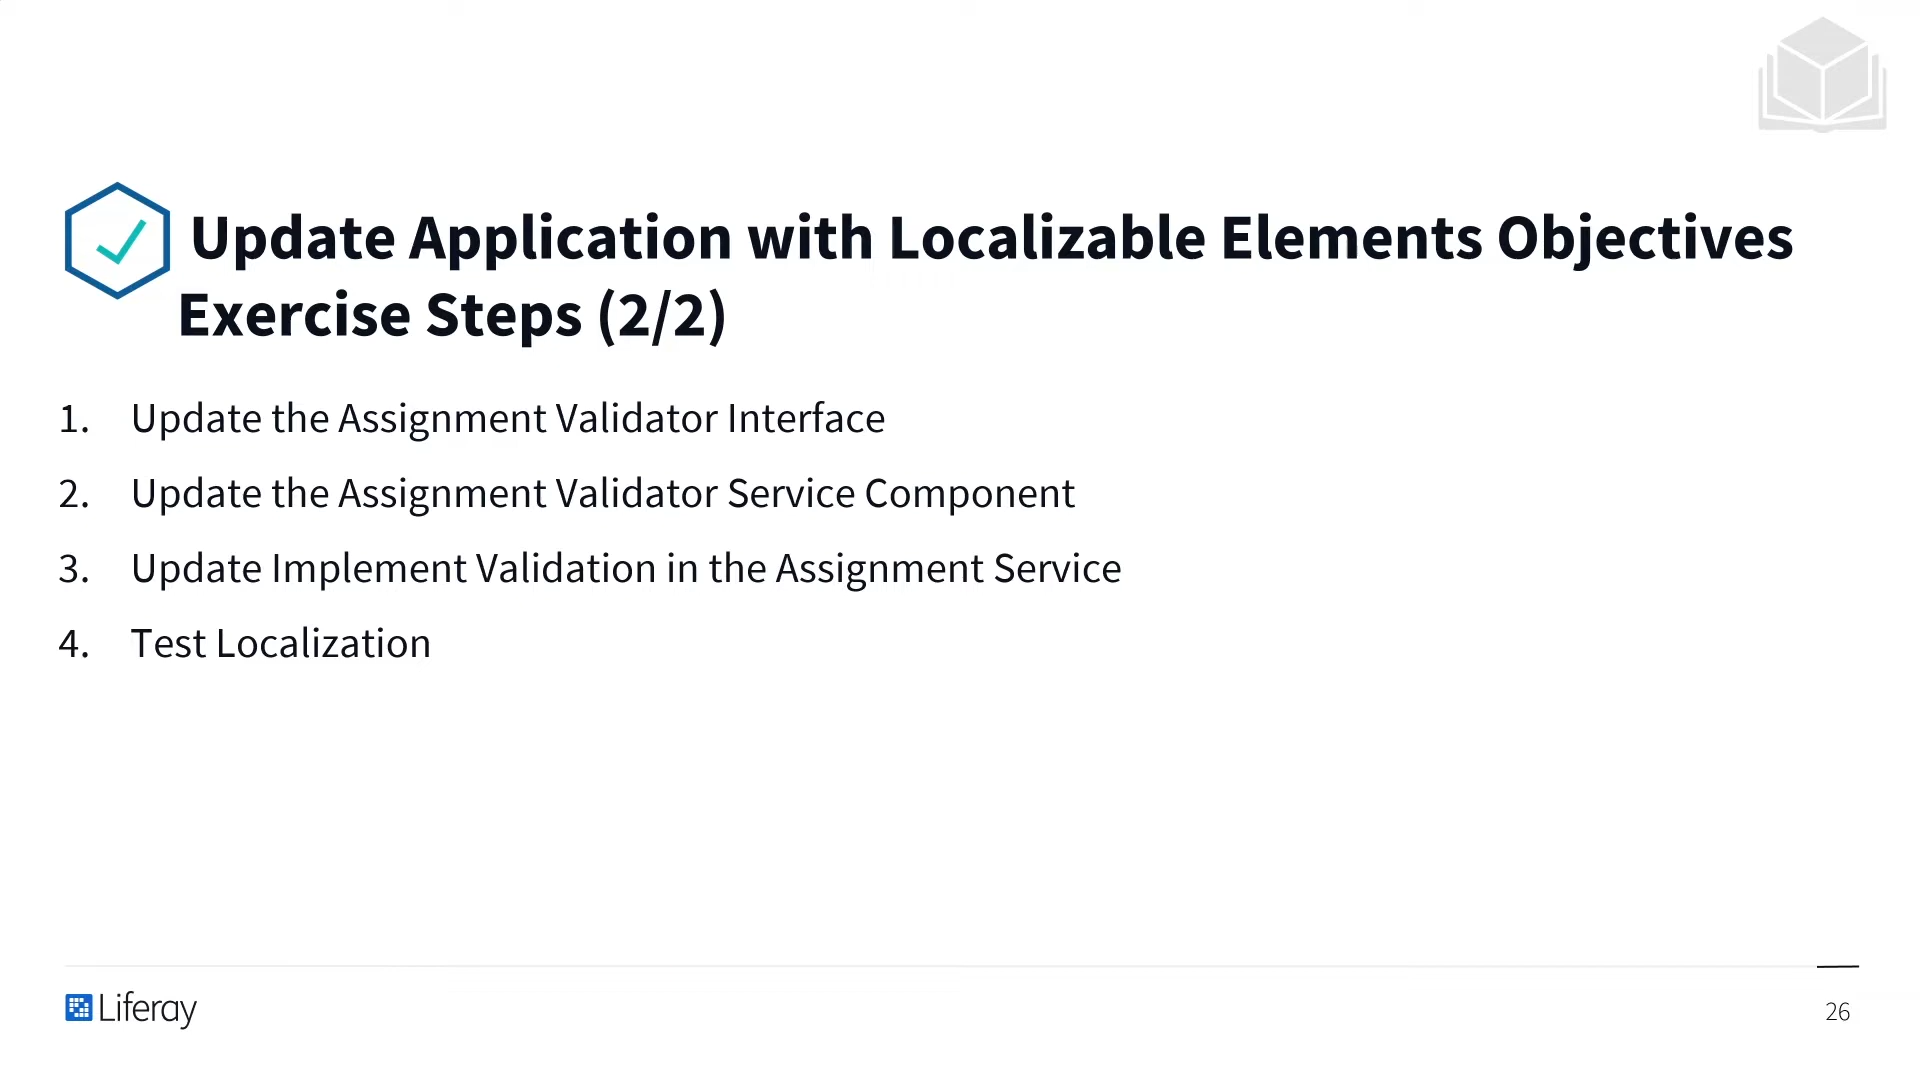 Update Application with Localizable Elements Objectives
Exercise Steps (2/2)
1. Update the Assignment Validator Interface
2. Update the Assignment Validator Service Component
3. Update Implement Validation in the Assignment Service
4. Test Localization
Liferay
26